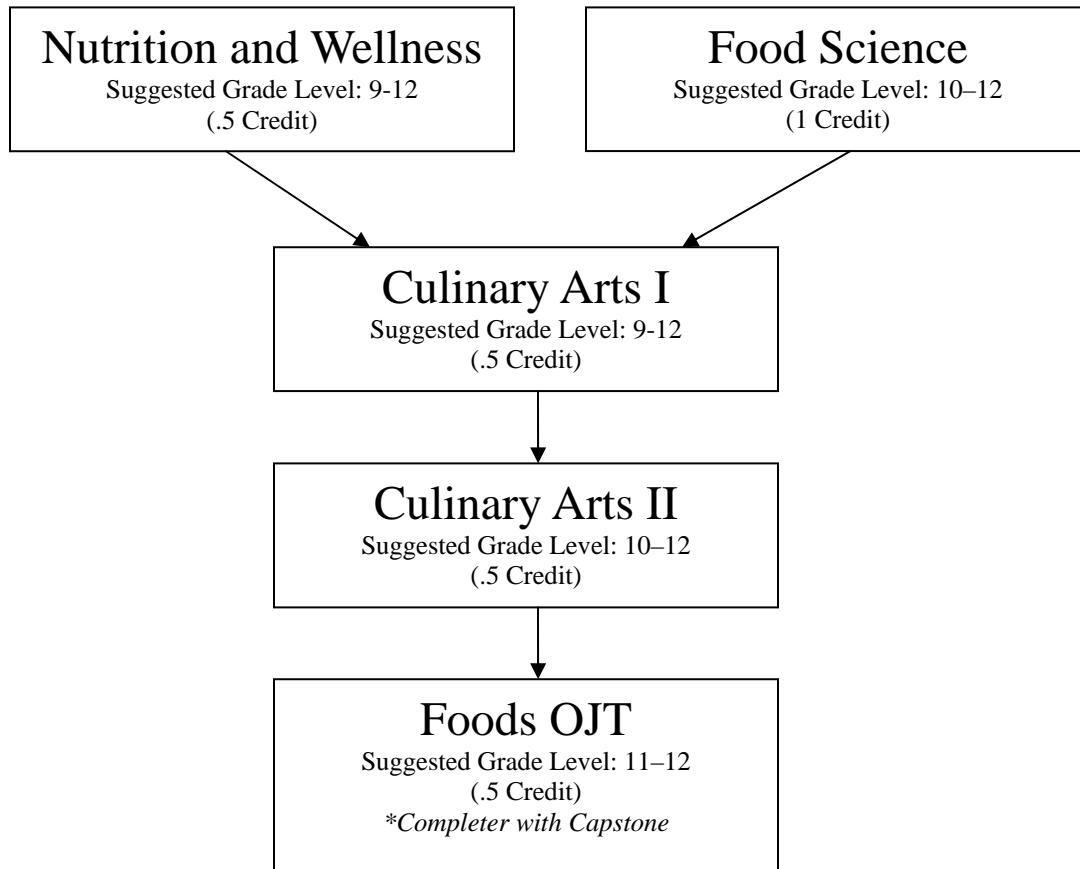 Nutrition and Wellness
Suggested Grade Level: 9-12
(.5 Credit)
Food Science
Suggested Grade Level: 10–12
(1 Credit)
Culinary Arts I
Suggested Grade Level: 9-12
(.5 Credit)
Culinary Arts II
Suggested Grade Level: 10–12
(.5 Credit)
Foods OJT
Suggested Grade Level: 11–12
(.5 Credit)
*Completer with Capstone